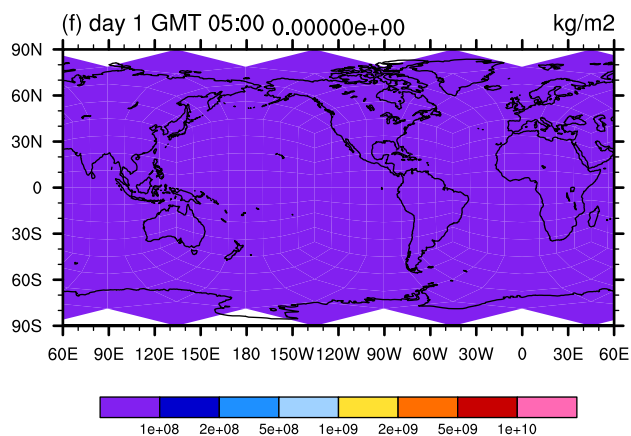 (f) day 1 GMT 05:00 0.00000e+00 kg/m2
90N
60N
30N
0
30S
60S
90S
60E 90E 120E 150E 180 150W 120W 90W 60W 30W 0 30E 60E
1e+08 2e+08 5e+08 1e+09 2e+09 5e+09 1e+10